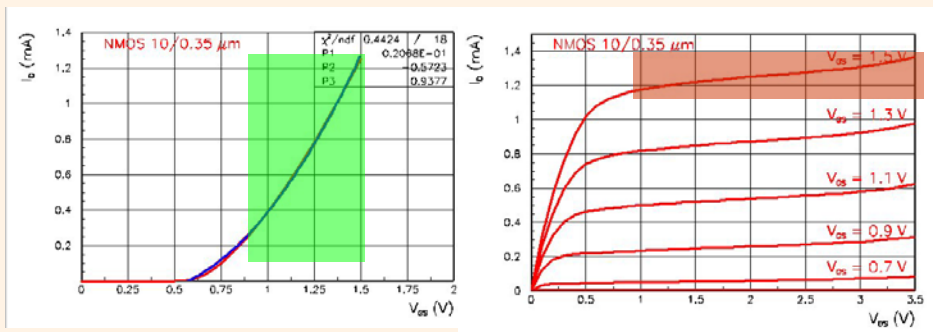 NMOS 10/0.35 μm
χ²/ndf 0.4424 / 18
P1 0.2068E-01
P2 -0.5723
P3 0.9377
I_D (mA)
1.4
1.2
1
0.8
0.6
0.4
0.2
0 0.25 0.5 0.75 1 1.25 1.5 1.75 2
V_GS (V)
NMOS 10/0.35 μm
I_D (mA)
1.4
1.2
1
0.8
0.6
0.4
0.2
0
V_GS = 1.5 V
V_GS = 1.3 V
V_GS = 1.1 V
V_GS = 0.9 V
V_GS = 0.7 V
0 0.5 1 1.5 2 2.5 3 3.5